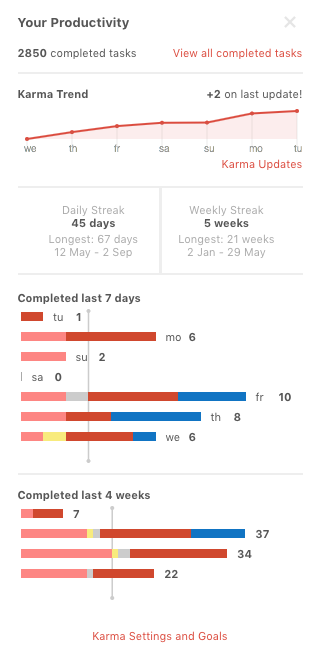 Your Productivity
2850 completed tasks View all completed tasks
Karma Trend +2 on last update!
we th fr sa su mo tu
Karma Updates
Daily Streak Weekly Streak
45 days 5 weeks
Longest: 67 days Longest: 21 weeks
12 May - 2 Sep 2 Jan - 29 May
Completed last 7 days
tu 1
mo 6
su 2
sa 0
fr 10
th 8
we 6
Completed last 4 weeks
7
37
34
22
Karma Settings and Goals